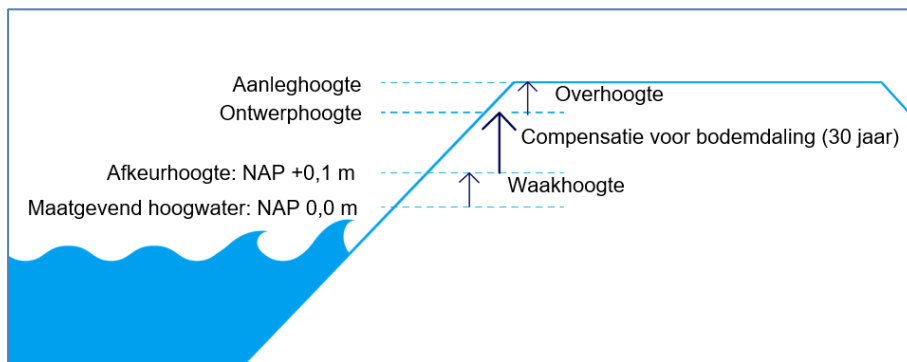 Aanleghoogte
Overhoogte
Ontwerphoogte
Compensatie voor bodemdaling (30 jaar)
Afkeurhoogte: NAP +0,1 m
Waakhoogte
Maatgevend hoogwater: NAP 0,0 m